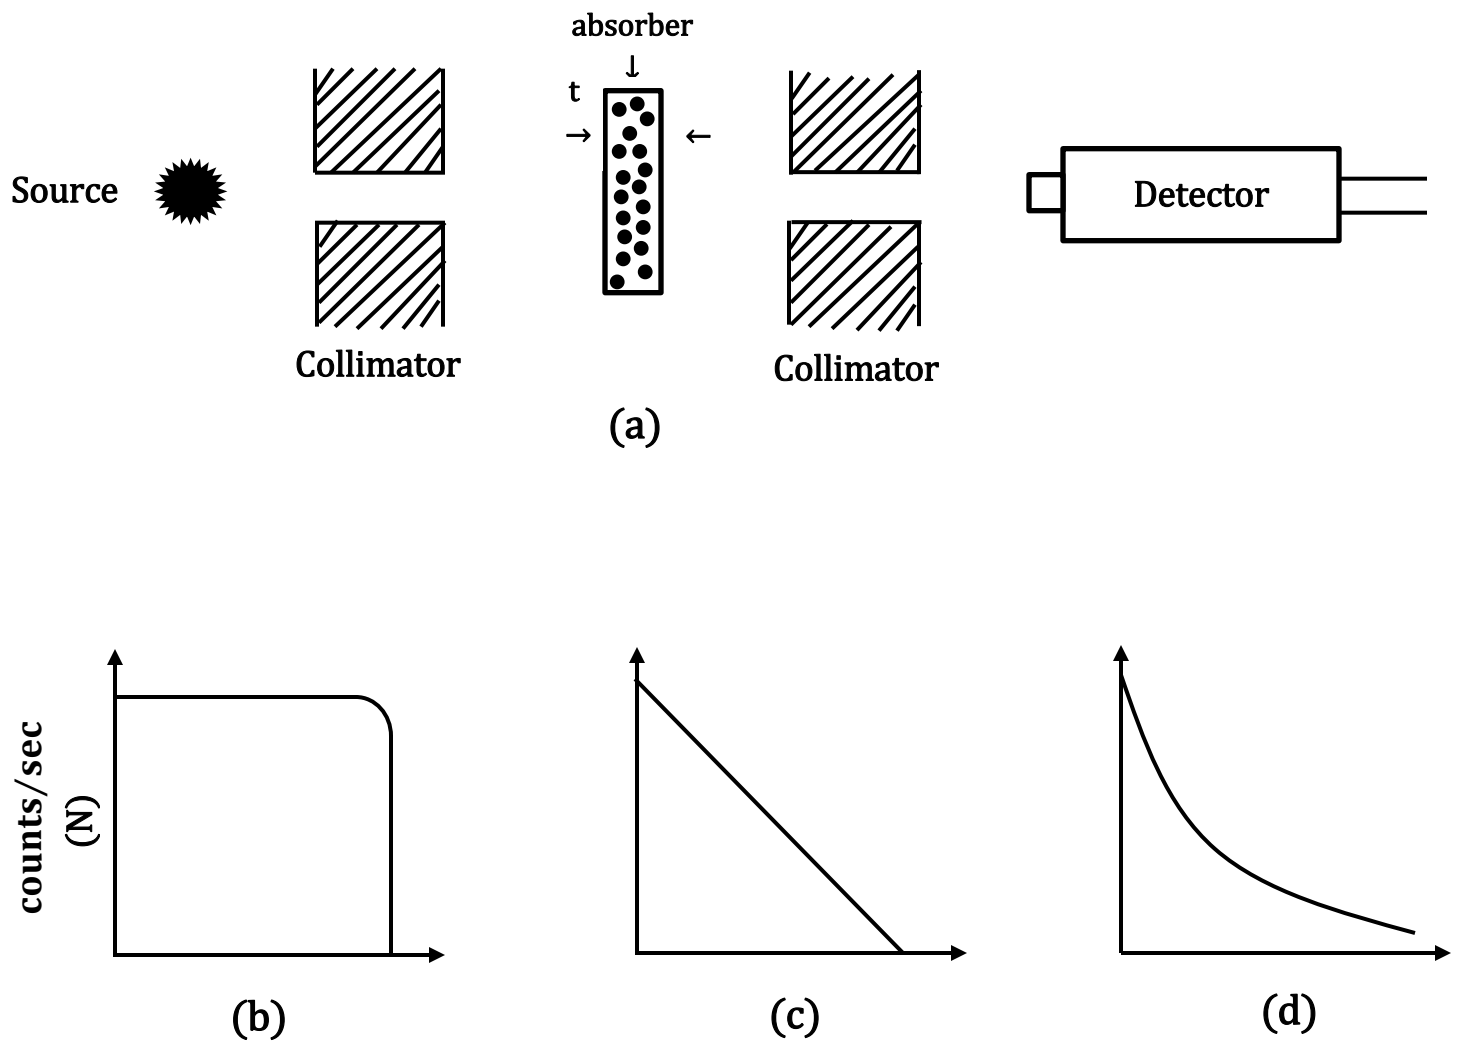 absorber
↓
t
→ ←
Source
Detector
Collimator
Collimator
(a)
counts/sec
(N)
(b)
(c)
(d)